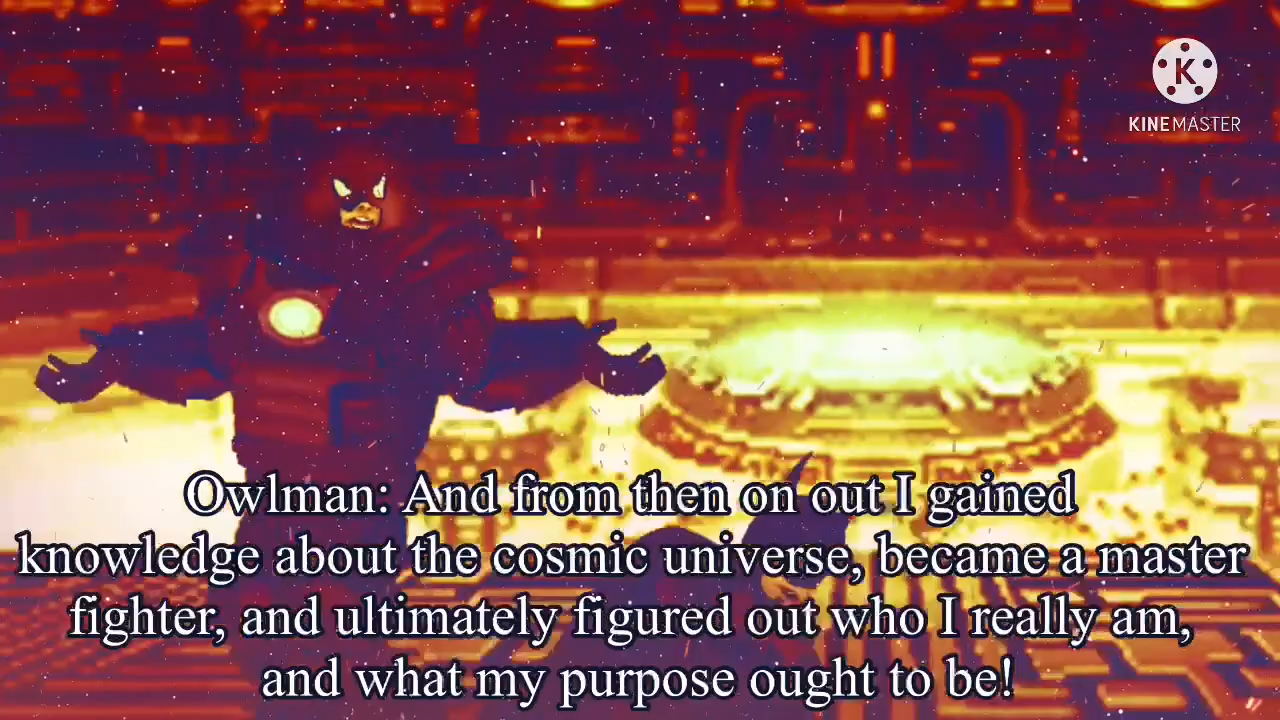 K
KINEMASTER
Owlman: And from then on out I gained
knowledge about the cosmic universe, became a master
fighter, and ultimately figured out who I really am,
and what my purpose ought to be!